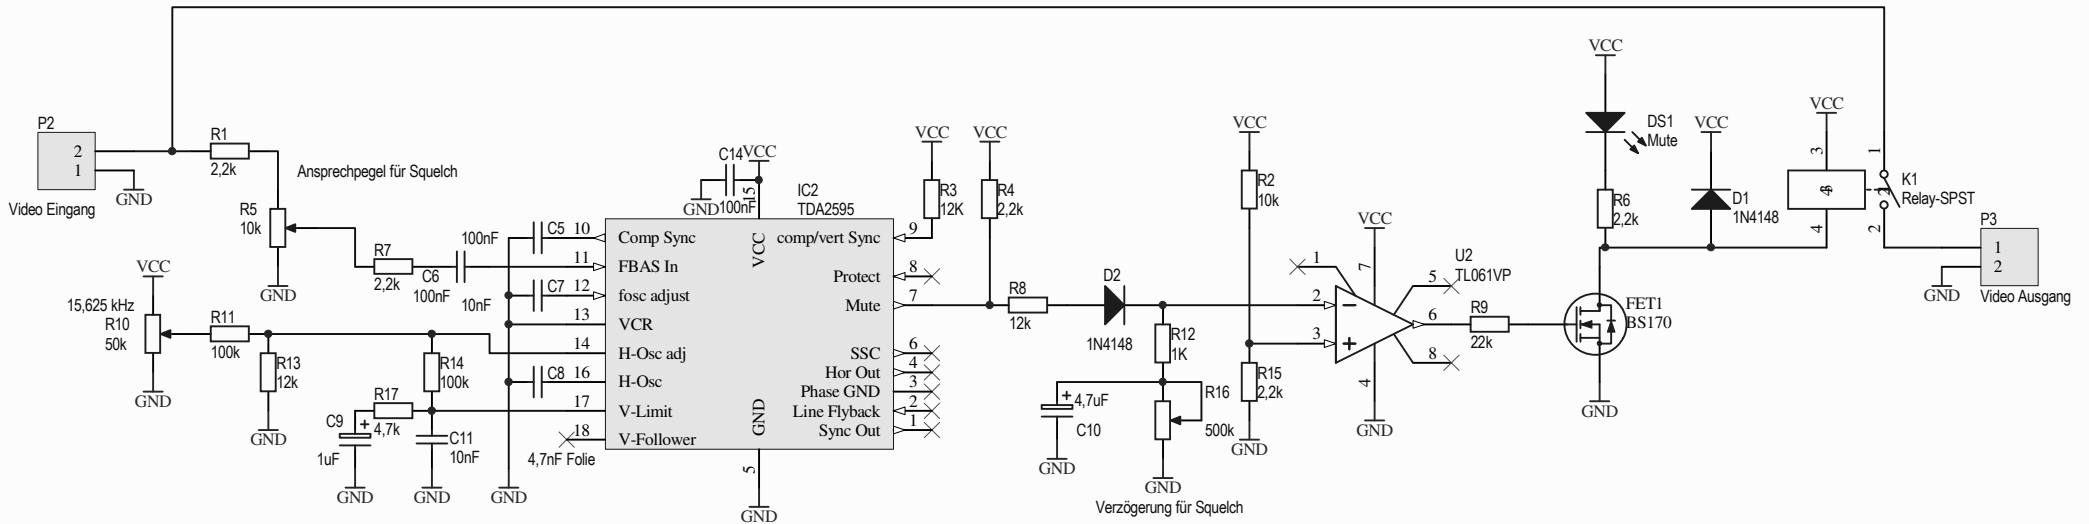 P2
2
1
GND
Video Eingang
R1
2,2k
Ansprechpegel für Squelch
R5
10k
GND
R7
2,2k
C6
100nF
100nF
10nF
VCC
15,625 kHz
R10
50k
GND
R11
100k
R13
12k
GND
R14
100k
R17
4,7k
C9
+
1uF
GND
C11
10nF
GND
C5
C7
C8
GND
4,7nF Folie
C14
VCC
GND
100nF
15
IC2
TDA2595
10 Comp Sync
11 FBAS In
12 fosc adjust
13 VCR
14 H-Osc adj
16 H-Osc
17 V-Limit
18 V-Follower
VCC
GND
5
GND
comp/vert Sync 9
Protect 8
Mute 7
SSC 6
Hor Out 4
Phase GND 3
Line Flyback 2
Sync Out 1
VCC
R3
12K
VCC
R4
2,2k
R8
12k
D2
1N4148
R12
1K
R16
500k
+
4,7uF
C10
GND
GND
Verzögerung für Squelch
VCC
R2
10k
R15
2,2k
GND
VCC
7
1
2
3
4
5
6
8
GND
U2
TL061VP
R9
22k
VCC
DS1
Mute
R6
2,2k
VCC
D1
1N4148
FET1
BS170
GND
VCC
3
4
1
2
K1
Relay-SPST
P3
1
2
GND
Video Ausgang